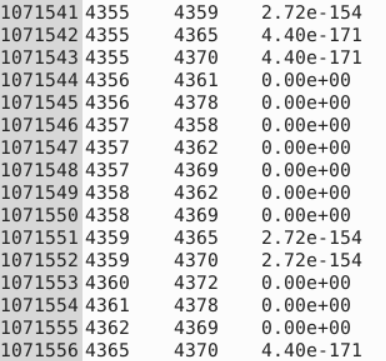 1071541 4355 4359 2.72e-154
1071542 4355 4365 4.40e-171
1071543 4355 4370 4.40e-171
1071544 4356 4361 0.00e+00
1071545 4356 4378 0.00e+00
1071546 4357 4358 0.00e+00
1071547 4357 4362 0.00e+00
1071548 4357 4369 0.00e+00
1071549 4358 4362 0.00e+00
1071550 4358 4369 0.00e+00
1071551 4359 4365 2.72e-154
1071552 4359 4370 2.72e-154
1071553 4360 4372 0.00e+00
1071554 4361 4378 0.00e+00
1071555 4362 4369 0.00e+00
1071556 4365 4370 4.40e-171